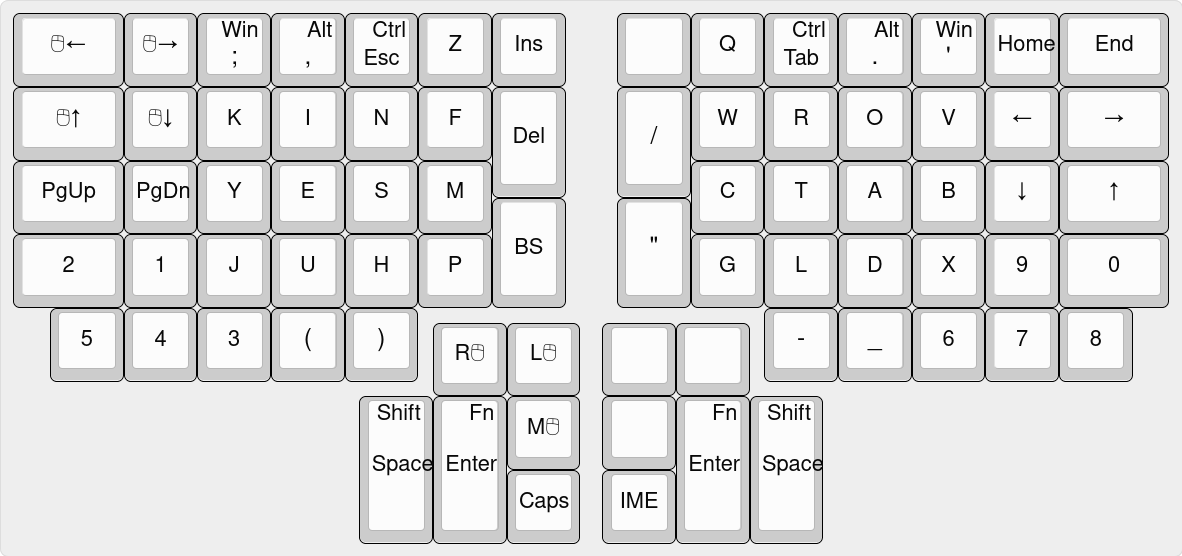 🖰← 🖰→ Win ; Alt , Ctrl Esc Z Ins Q Ctrl Tab Alt . Win ' Home End
🖰↑ 🖰↓ K I N F Del / W R O V ← →
PgUp PgDn Y E S M C T A B ↓ ↑
BS "
2 1 J U H P G L D X 9 0
5 4 3 ( ) - _ 6 7 8
R🖰 L🖰
Shift Space Fn Enter M🖰 Fn Enter Shift Space
Caps IME